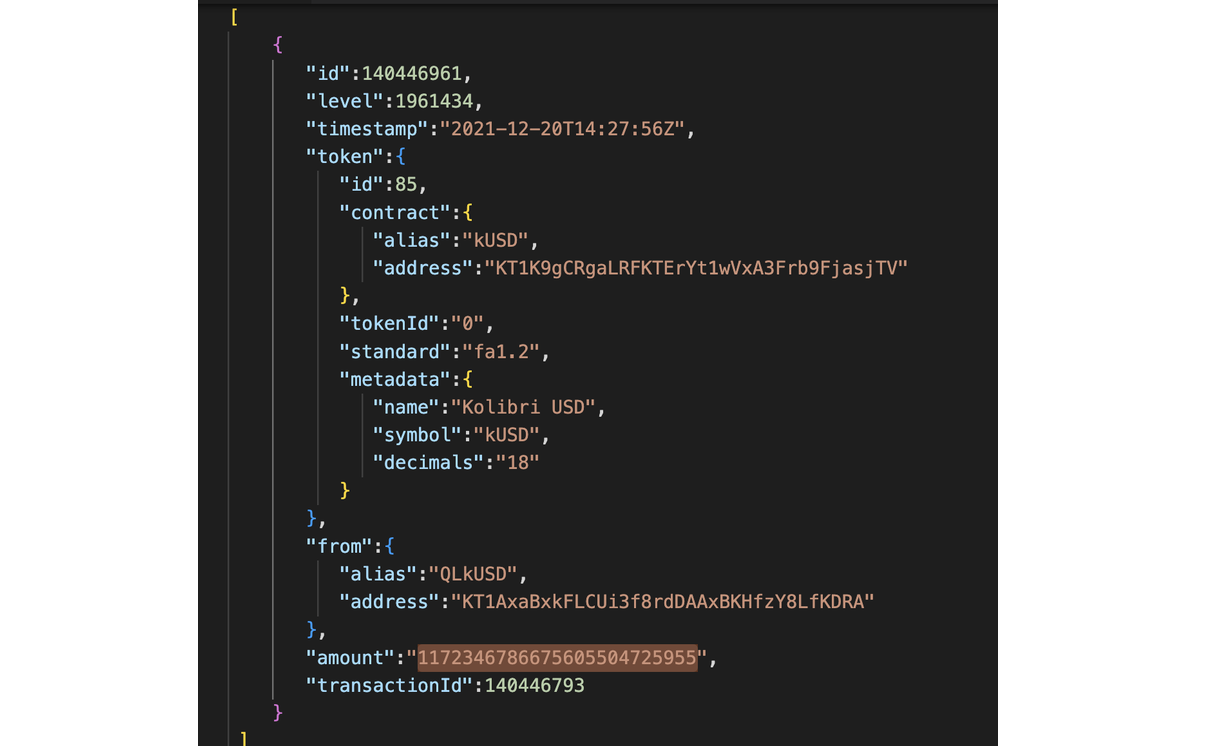 [
{
"id":140446961,
"level":1961434,
"timestamp":"2021-12-20T14:27:56Z",
"token":{
"id":85,
"contract":{
"alias":"kUSD",
"address":"KT1K9gCRgaLRFKTErYt1wVxA3Frb9FjasjTV"
},
"tokenId":"0",
"standard":"fa1.2",
"metadata":{
"name":"Kolibri USD",
"symbol":"kUSD",
"decimals":"18"
}
},
"from":{
"alias":"QLkUSD",
"address":"KT1AxaBxkFLCUi3f8rdDAAxBKHfzY8LfKDRA"
},
"amount":"1172346786675605504725955",
"transactionId":140446793
}
]